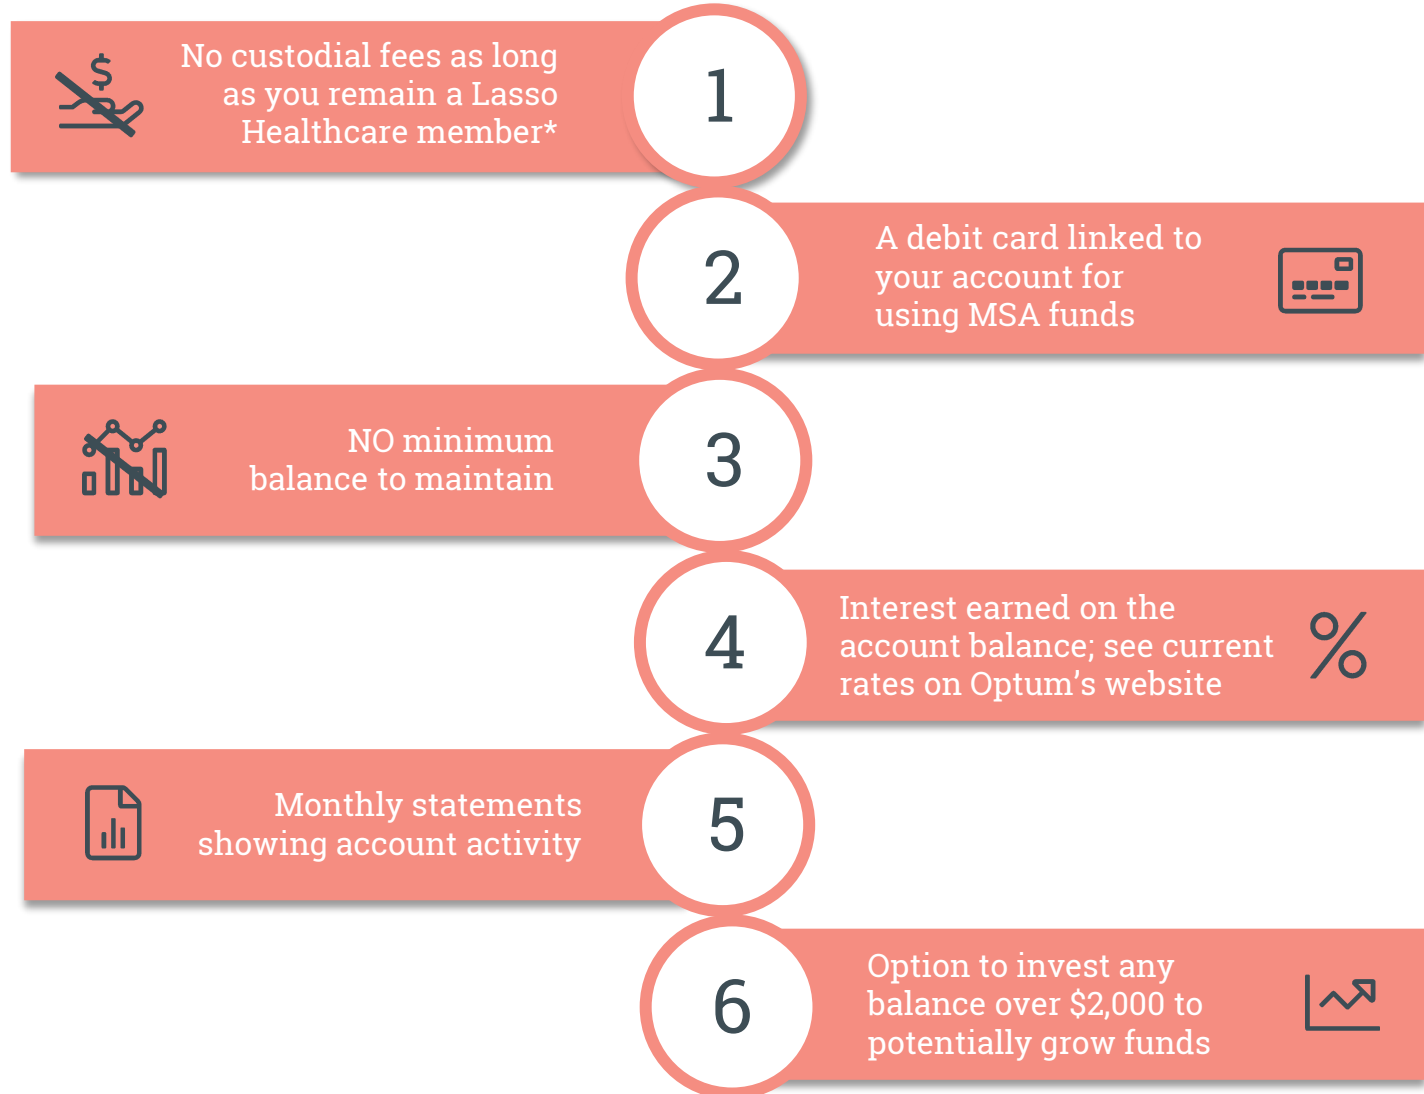 No custodial fees as long
as you remain a Lasso
Healthcare member*
1
2
A debit card linked to
your account for
using MSA funds
NO minimum
balance to maintain
3
4
Interest earned on the
account balance; see current
rates on Optum’s website
Monthly statements
showing account activity
5
6
Option to invest any
balance over $2,000 to
potentially grow funds